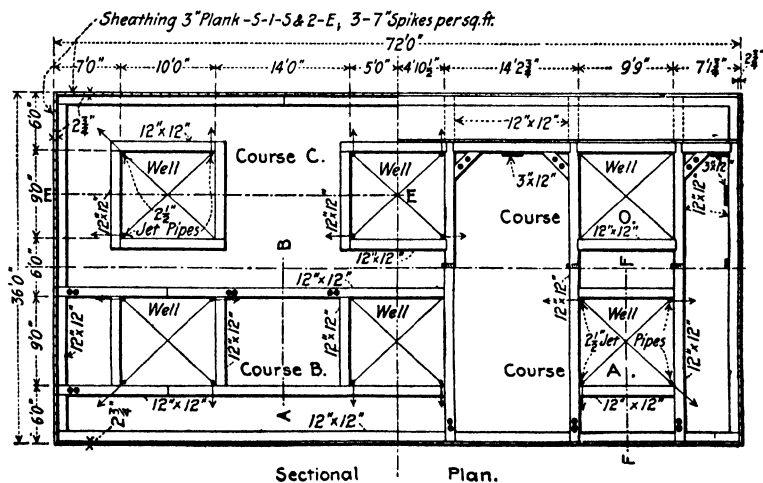 Sheathing 3" Plank-S-1-S & 2-E, 3-7" Spikes per sq. ft.
72'0"
7'0" 10'0" 14'0" 5'0" 4'10½" 14'2¾" 9'9" 7'1¾" 2¾"
36'0"
6'0"
9'0"
6'0"
9'0"
6'0"
2¾"
12"x12"
12"x12"
Well
Course C.
Well
Well
3"x12"
3"x12"
12"x12"
E
12"x12"
2½"
Jet Pipes
12"x12"
E
Course
O.
12"x12"
B
12"x12"
F
12"x12"
12"x12"
Well
Well
Well
12"x12"
12"x12"
12"x12"
2½" Jet Pipes
12"x12"
Course B.
Course
A.
2¾"
12"x12"
A
12"x12"
12"x12"
F
Sectional Plan.